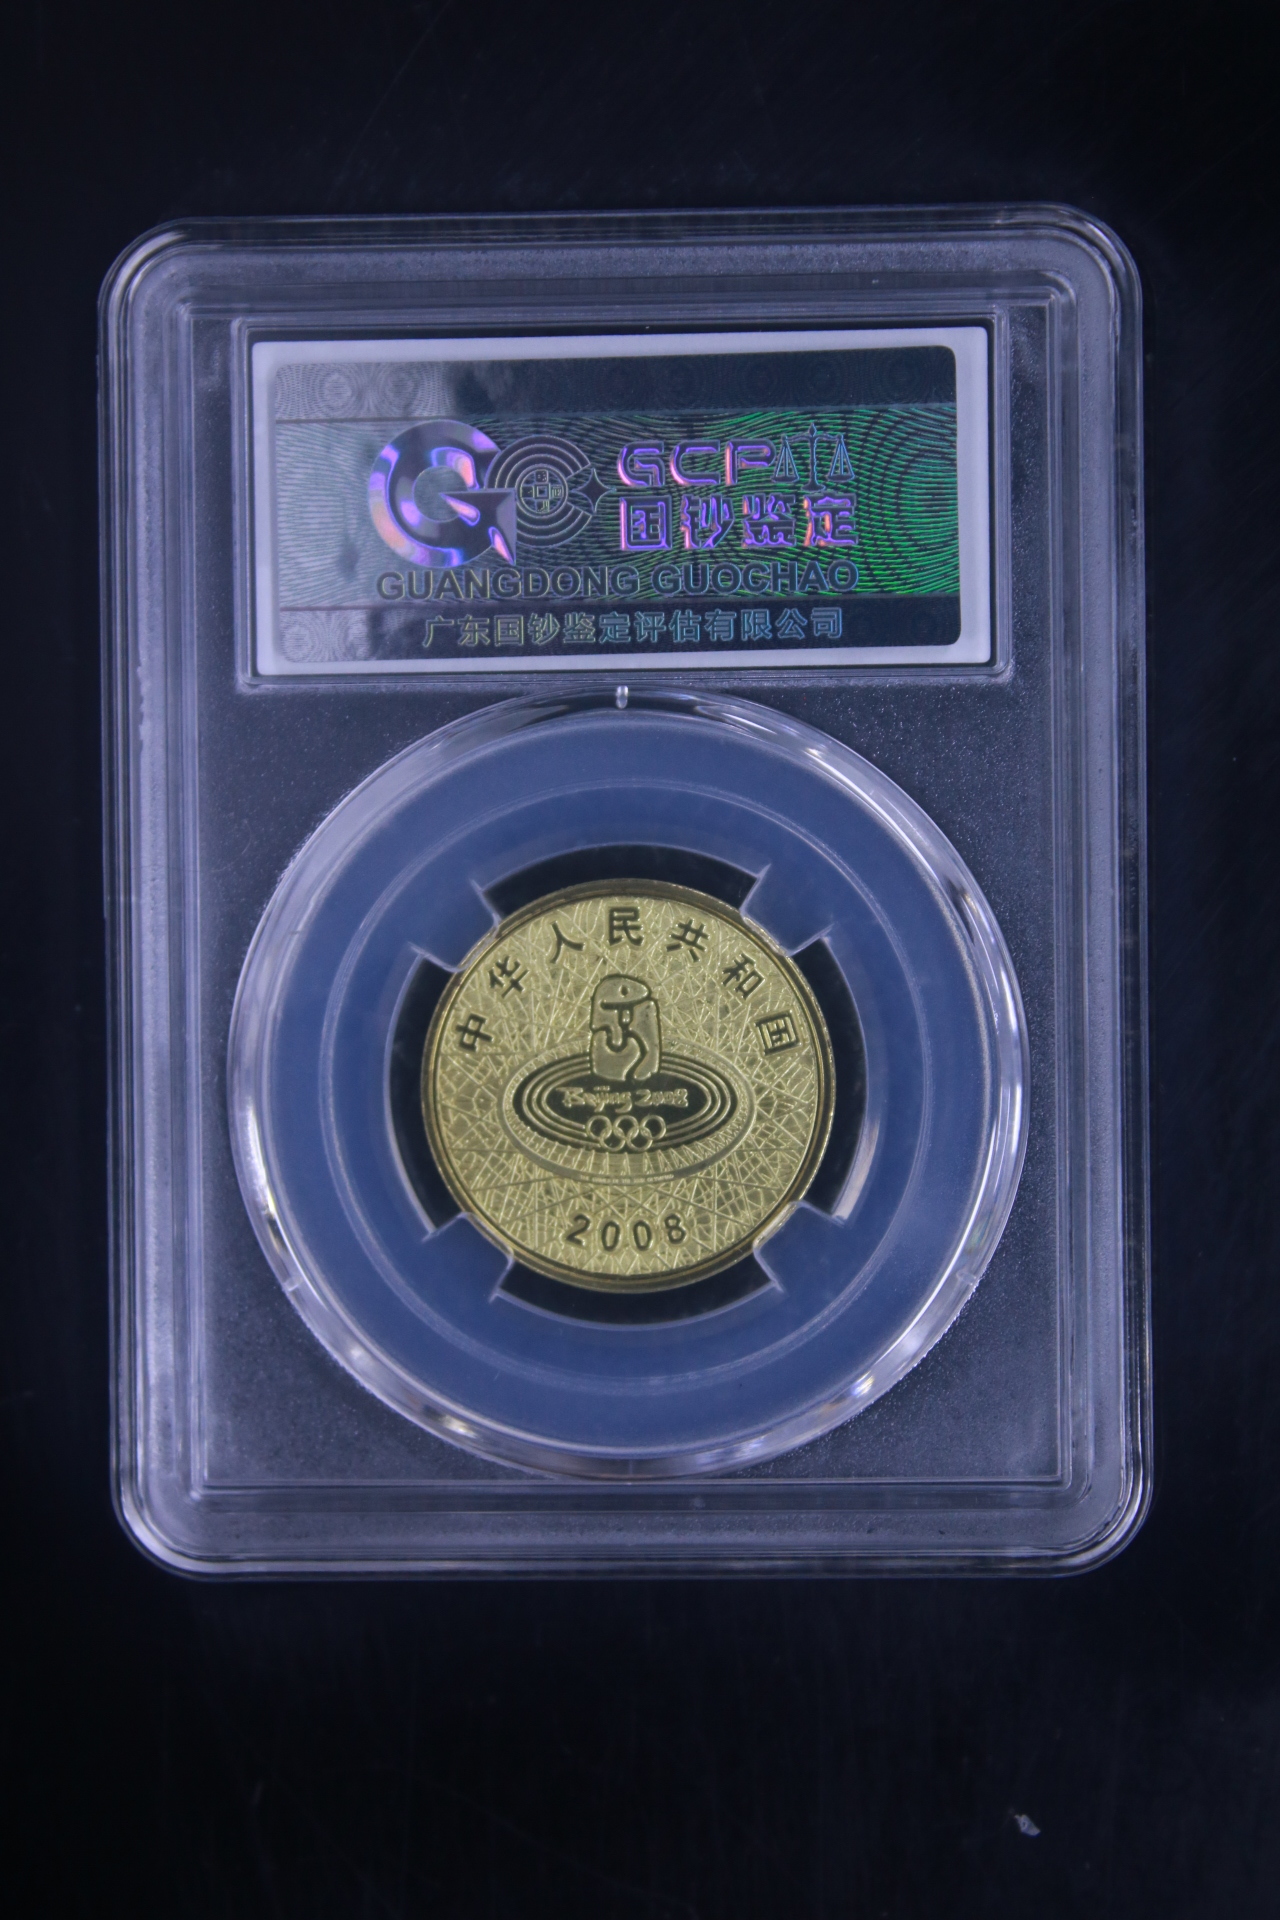 GCP
国钞鉴定
GUANGDONG GUOCHAO
广东国钞鉴定评估有限公司
中华人民共和国
Beijing 2008
2008